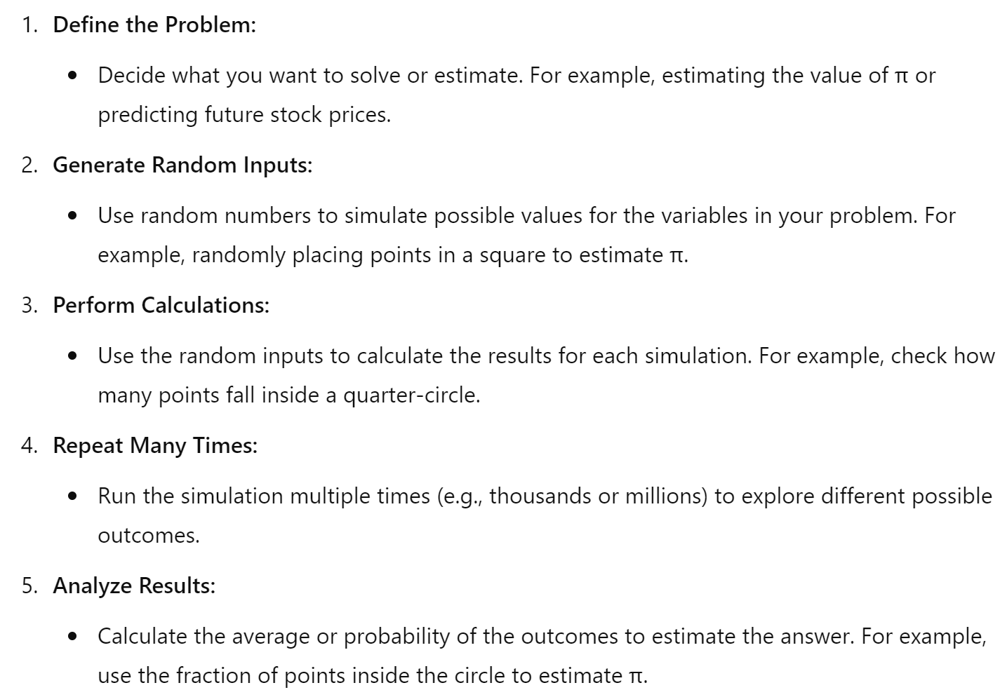 1. Define the Problem:
• Decide what you want to solve or estimate. For example, estimating the value of π or
predicting future stock prices.
2. Generate Random Inputs:
• Use random numbers to simulate possible values for the variables in your problem. For
example, randomly placing points in a square to estimate π.
3. Perform Calculations:
• Use the random inputs to calculate the results for each simulation. For example, check how
many points fall inside a quarter-circle.
4. Repeat Many Times:
• Run the simulation multiple times (e.g., thousands or millions) to explore different possible
outcomes.
5. Analyze Results:
• Calculate the average or probability of the outcomes to estimate the answer. For example,
use the fraction of points inside the circle to estimate π.